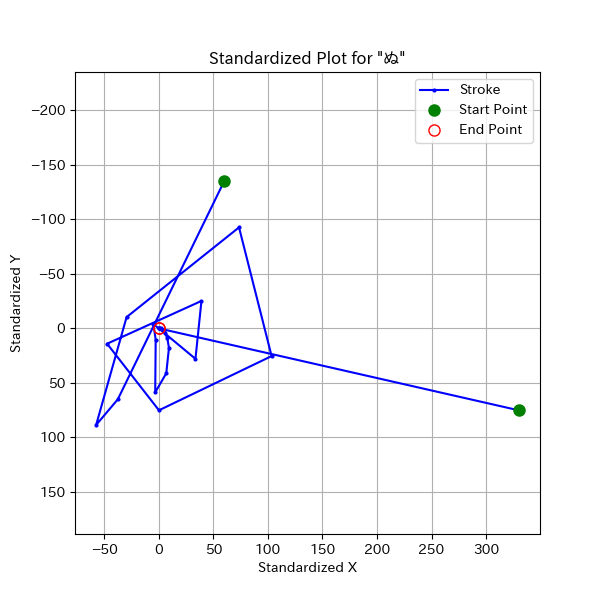 Standardized Plot for "ぬ"
Stroke
Start Point
End Point
Standardized Y
−200
−150
−100
−50
0
50
100
150
−50 0 50 100 150 200 250 300
Standardized X